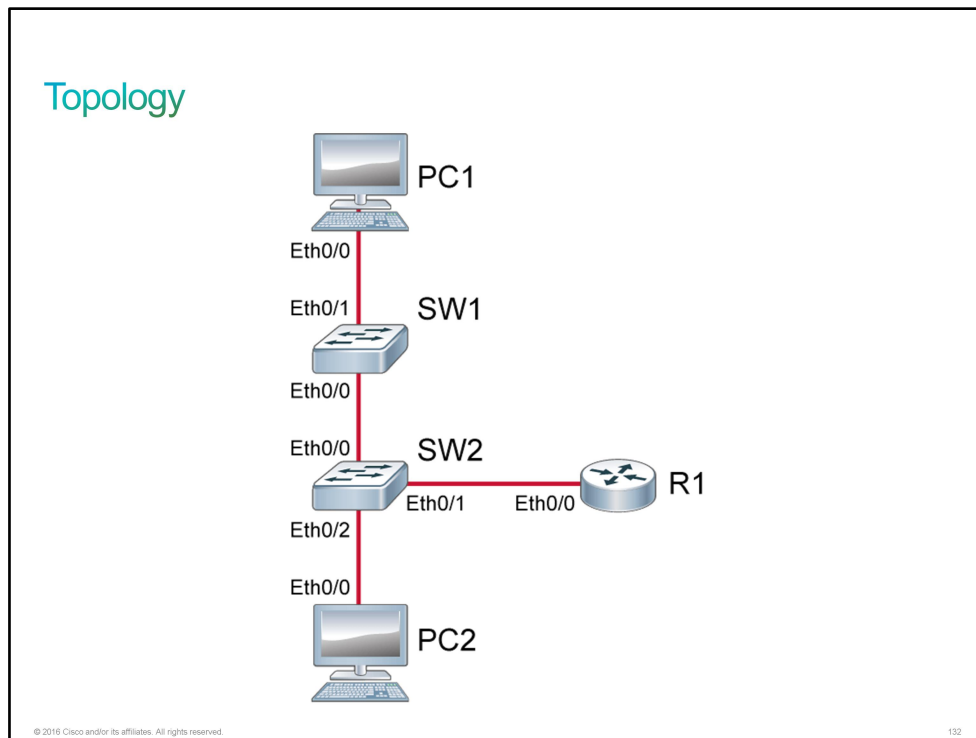 Topology
PC1
Eth0/0
Eth0/1
SW1
Eth0/0
Eth0/0
SW2
Eth0/1
Eth0/0
R1
Eth0/2
Eth0/0
PC2
© 2016 Cisco and/or its affiliates. All rights reserved.
132